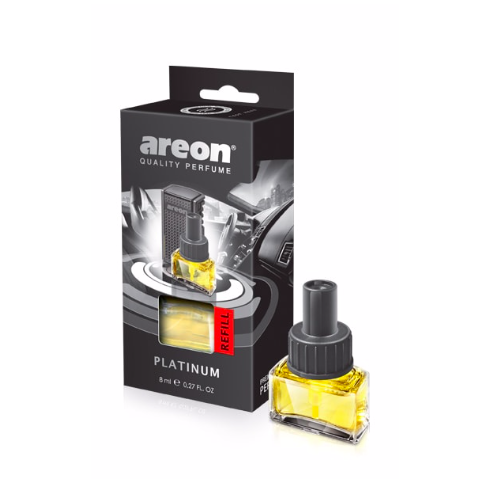 areon®
QUALITY PERFUME
REFILL
PLATINUM
8 ml ℮ 0.27 FL. OZ